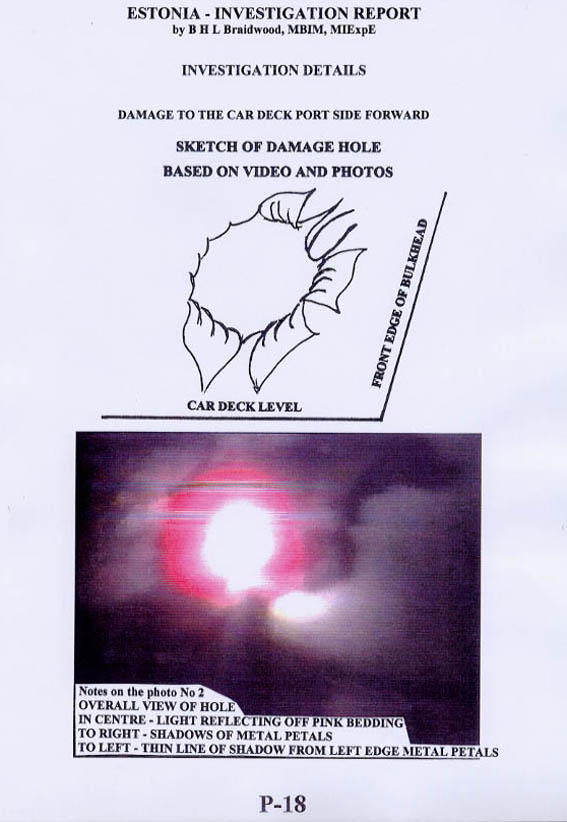 ESTONIA - INVESTIGATION REPORT
by B H L Braidwood, MBIM, MIExpE
INVESTIGATION DETAILS
DAMAGE TO THE CAR DECK PORT SIDE FORWARD
SKETCH OF DAMAGE HOLE
BASED ON VIDEO AND PHOTOS
FRONT EDGE OF BULKHEAD
CAR DECK LEVEL
Notes on the photo No 2
OVERALL VIEW OF HOLE
IN CENTRE - LIGHT REFLECTING OFF PINK BEDDING
TO RIGHT - SHADOWS OF METAL PETALS
TO LEFT - THIN LINE OF SHADOW FROM LEFT EDGE METAL PETALS
P-18